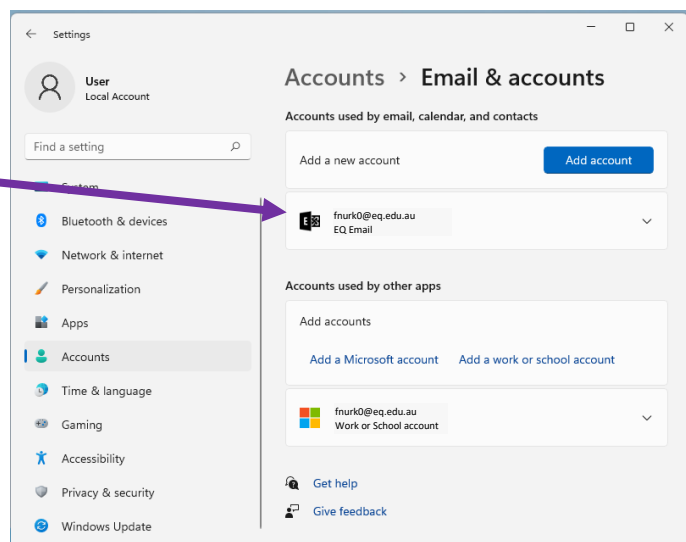 Settings
User
Local Account
Find a setting
System
Bluetooth & devices
Network & internet
Personalization
Apps
Accounts
Time & language
Gaming
Accessibility
Privacy & security
Windows Update
Accounts > Email & accounts
Accounts used by email, calendar, and contacts
Add a new account
Add account
fnurk0@eq.edu.au
EQ Email
Accounts used by other apps
Add accounts
Add a Microsoft account Add a work or school account
fnurk0@eq.edu.au
Work or School account
Get help
Give feedback